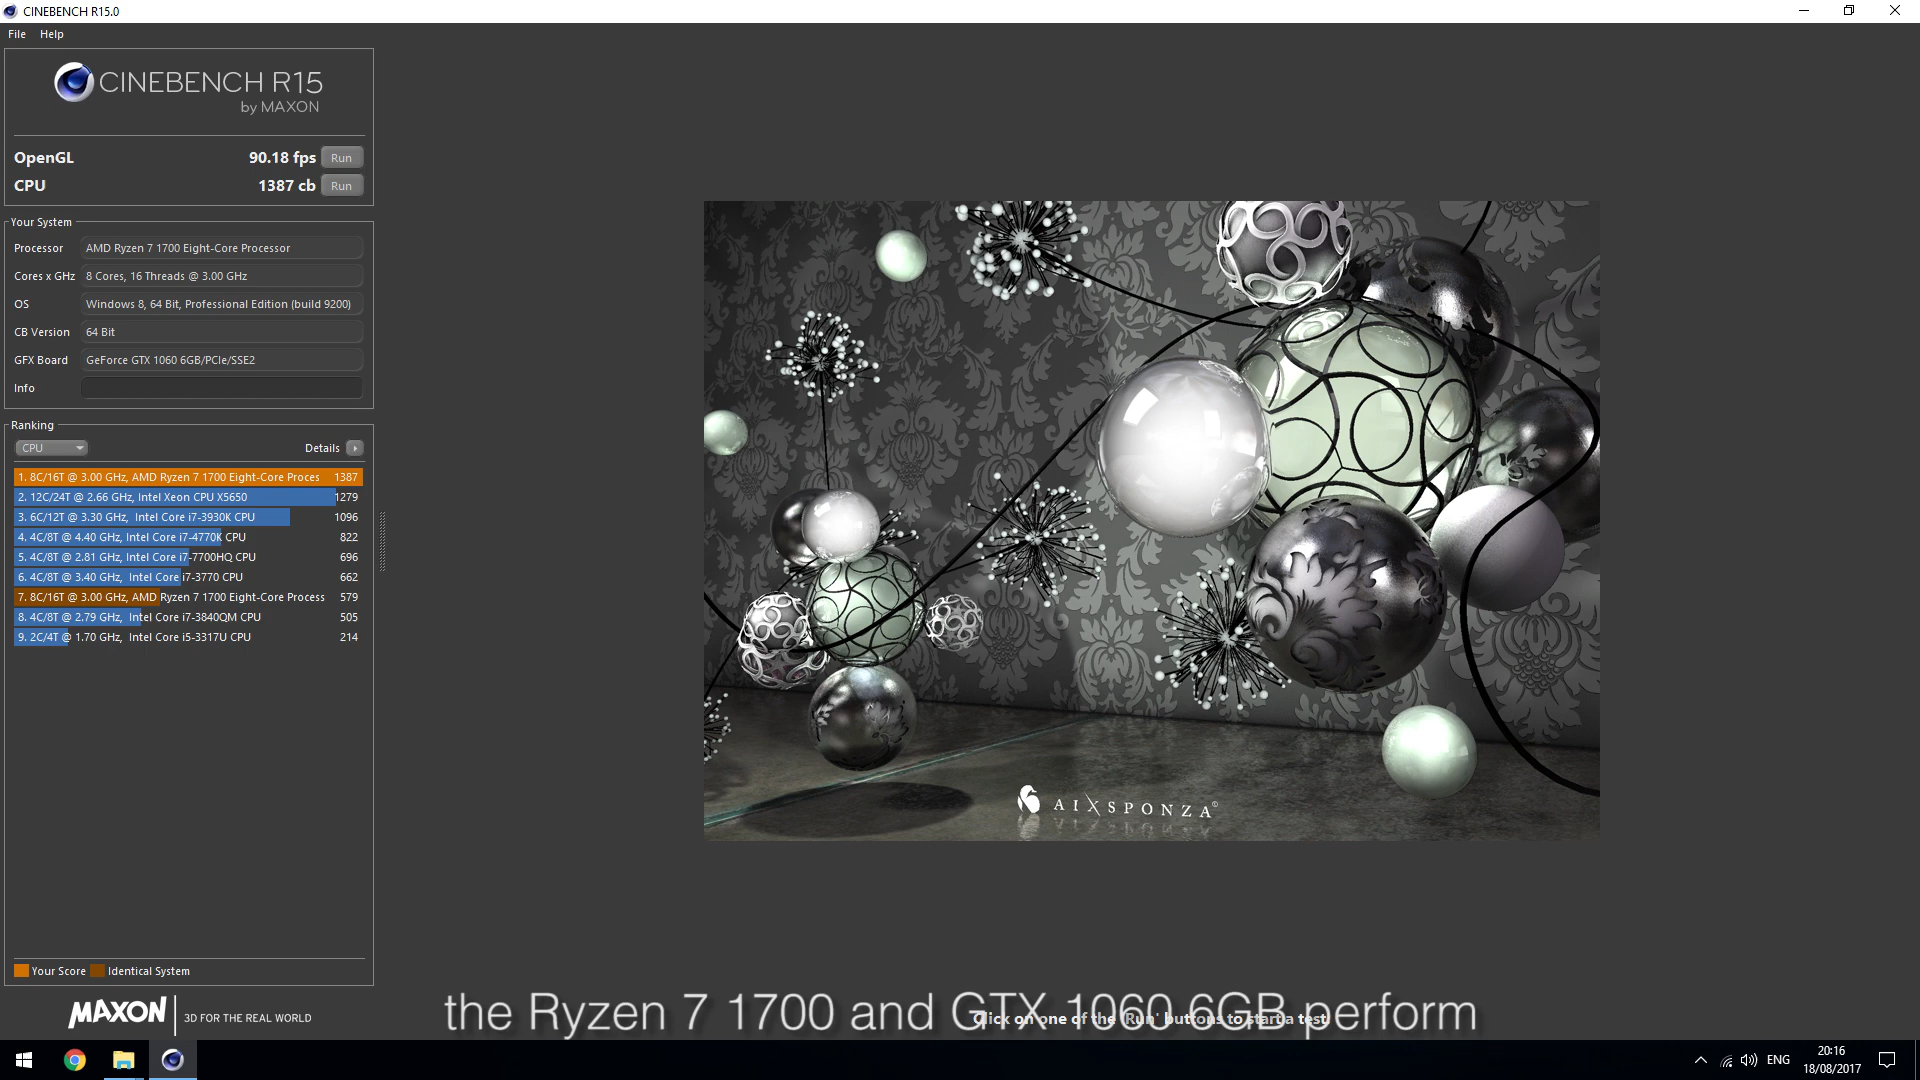 CINEBENCH R15.0
File Help
CINEBENCH R15
by MAXON
OpenGL 90.18 fps Run
CPU 1387 cb Run
Your System
Processor AMD Ryzen 7 1700 Eight-Core Processor
Cores x GHz 8 Cores, 16 Threads @ 3.00 GHz
OS Windows 8, 64 Bit, Professional Edition (build 9200)
CB Version 64 Bit
GFX Board GeForce GTX 1060 6GB/PCIe/SSE2
Info
Ranking
CPU Details
1. 8C/16T @ 3.00 GHz, AMD Ryzen 7 1700 Eight-Core Proces 1387
2. 12C/24T @ 2.66 GHz, Intel Xeon CPU X5650 1279
3. 6C/12T @ 3.30 GHz, Intel Core i7-3930K CPU 1096
4. 4C/8T @ 4.40 GHz, Intel Core i7-4770K CPU 822
5. 4C/8T @ 2.81 GHz, Intel Core i7-7700HQ CPU 696
6. 4C/8T @ 3.40 GHz, Intel Core i7-3770 CPU 662
7. 8C/16T @ 3.00 GHz, AMD Ryzen 7 1700 Eight-Core Process 579
8. 4C/8T @ 2.79 GHz, Intel Core i7-3840QM CPU 505
9. 2C/4T @ 1.70 GHz, Intel Core i5-3317U CPU 214
AIXSPONZA®
Your Score Identical System
MAXON 3D FOR THE REAL WORLD
the Ryzen 7 1700 and GTX 1060 6GB perform
Click on one of the 'Run' buttons to start a test.
ENG
20:16
18/08/2017